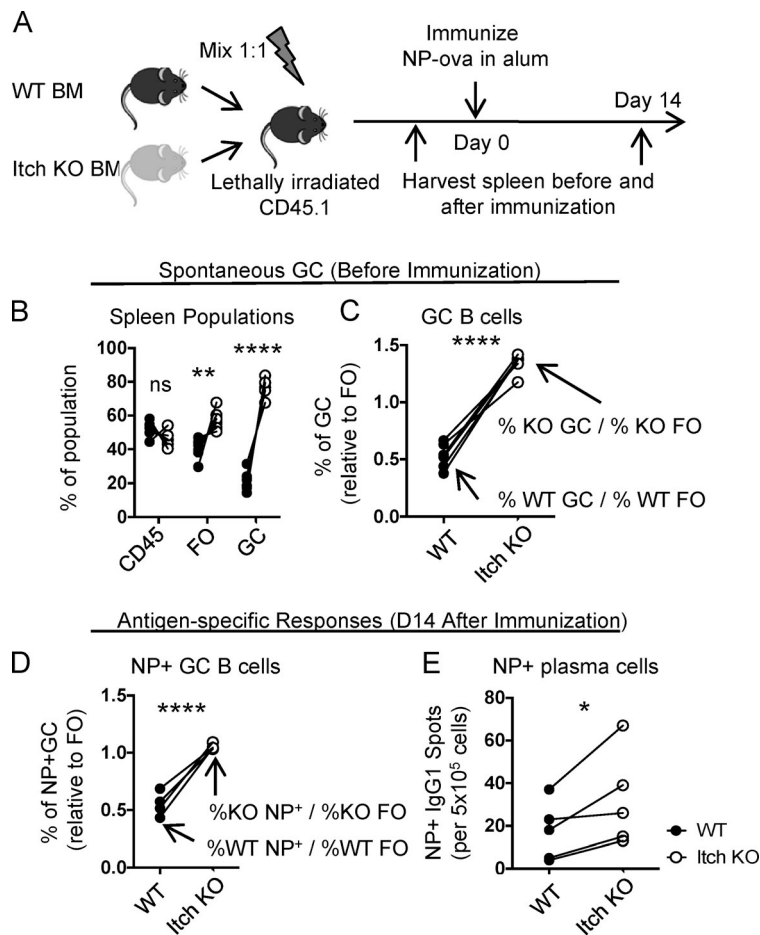 A
Mix 1:1
WT BM
Itch KO BM
Lethally irradiated
CD45.1
Immunize
NP-ova in alum
Day 0
Day 14
Harvest spleen before and
after immunization
Spontaneous GC (Before Immunization)
B
Spleen Populations
% of population
100
80
60
40
20
0
ns
**
****
CD45
FO
GC
C
GC B cells
% of GC
(relative to FO)
1.5
1.0
0.5
0.0
****
% KO GC / % KO FO
% WT GC / % WT FO
WT
Itch KO
Antigen-specific Responses (D14 After Immunization)
D
NP+ GC B cells
% of NP+GC
(relative to FO)
1.5
1.0
0.5
0.0
****
%KO NP⁺ / %KO FO
%WT NP⁺ / %WT FO
WT
Itch KO
E
NP+ plasma cells
NP+ IgG1 Spots
(per 5x10⁵ cells)
80
60
40
20
0
*
WT
Itch KO
WT
Itch KO